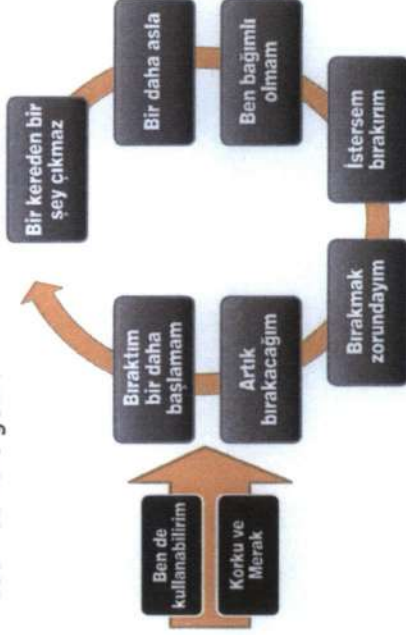 Bir kereden bir
şey çıkmaz
Bir daha asla
Ben bağımlı
olmam
İstersem
bırakırım
Bırakmak
zorundayım
Artık
bırakacağım
Bıraktım
bir daha
başlamam
Ben de
kullanabilirim
Korku ve
Merak